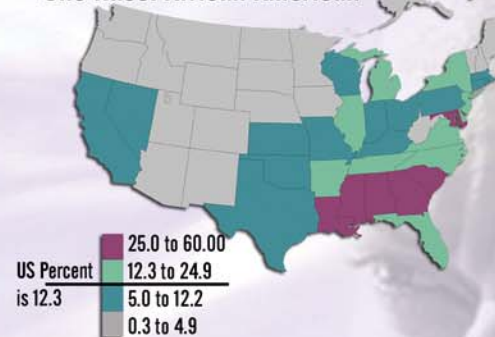 25.0 to 60.00
US Percent 12.3 to 24.9
is 12.3 5.0 to 12.2
0.3 to 4.9